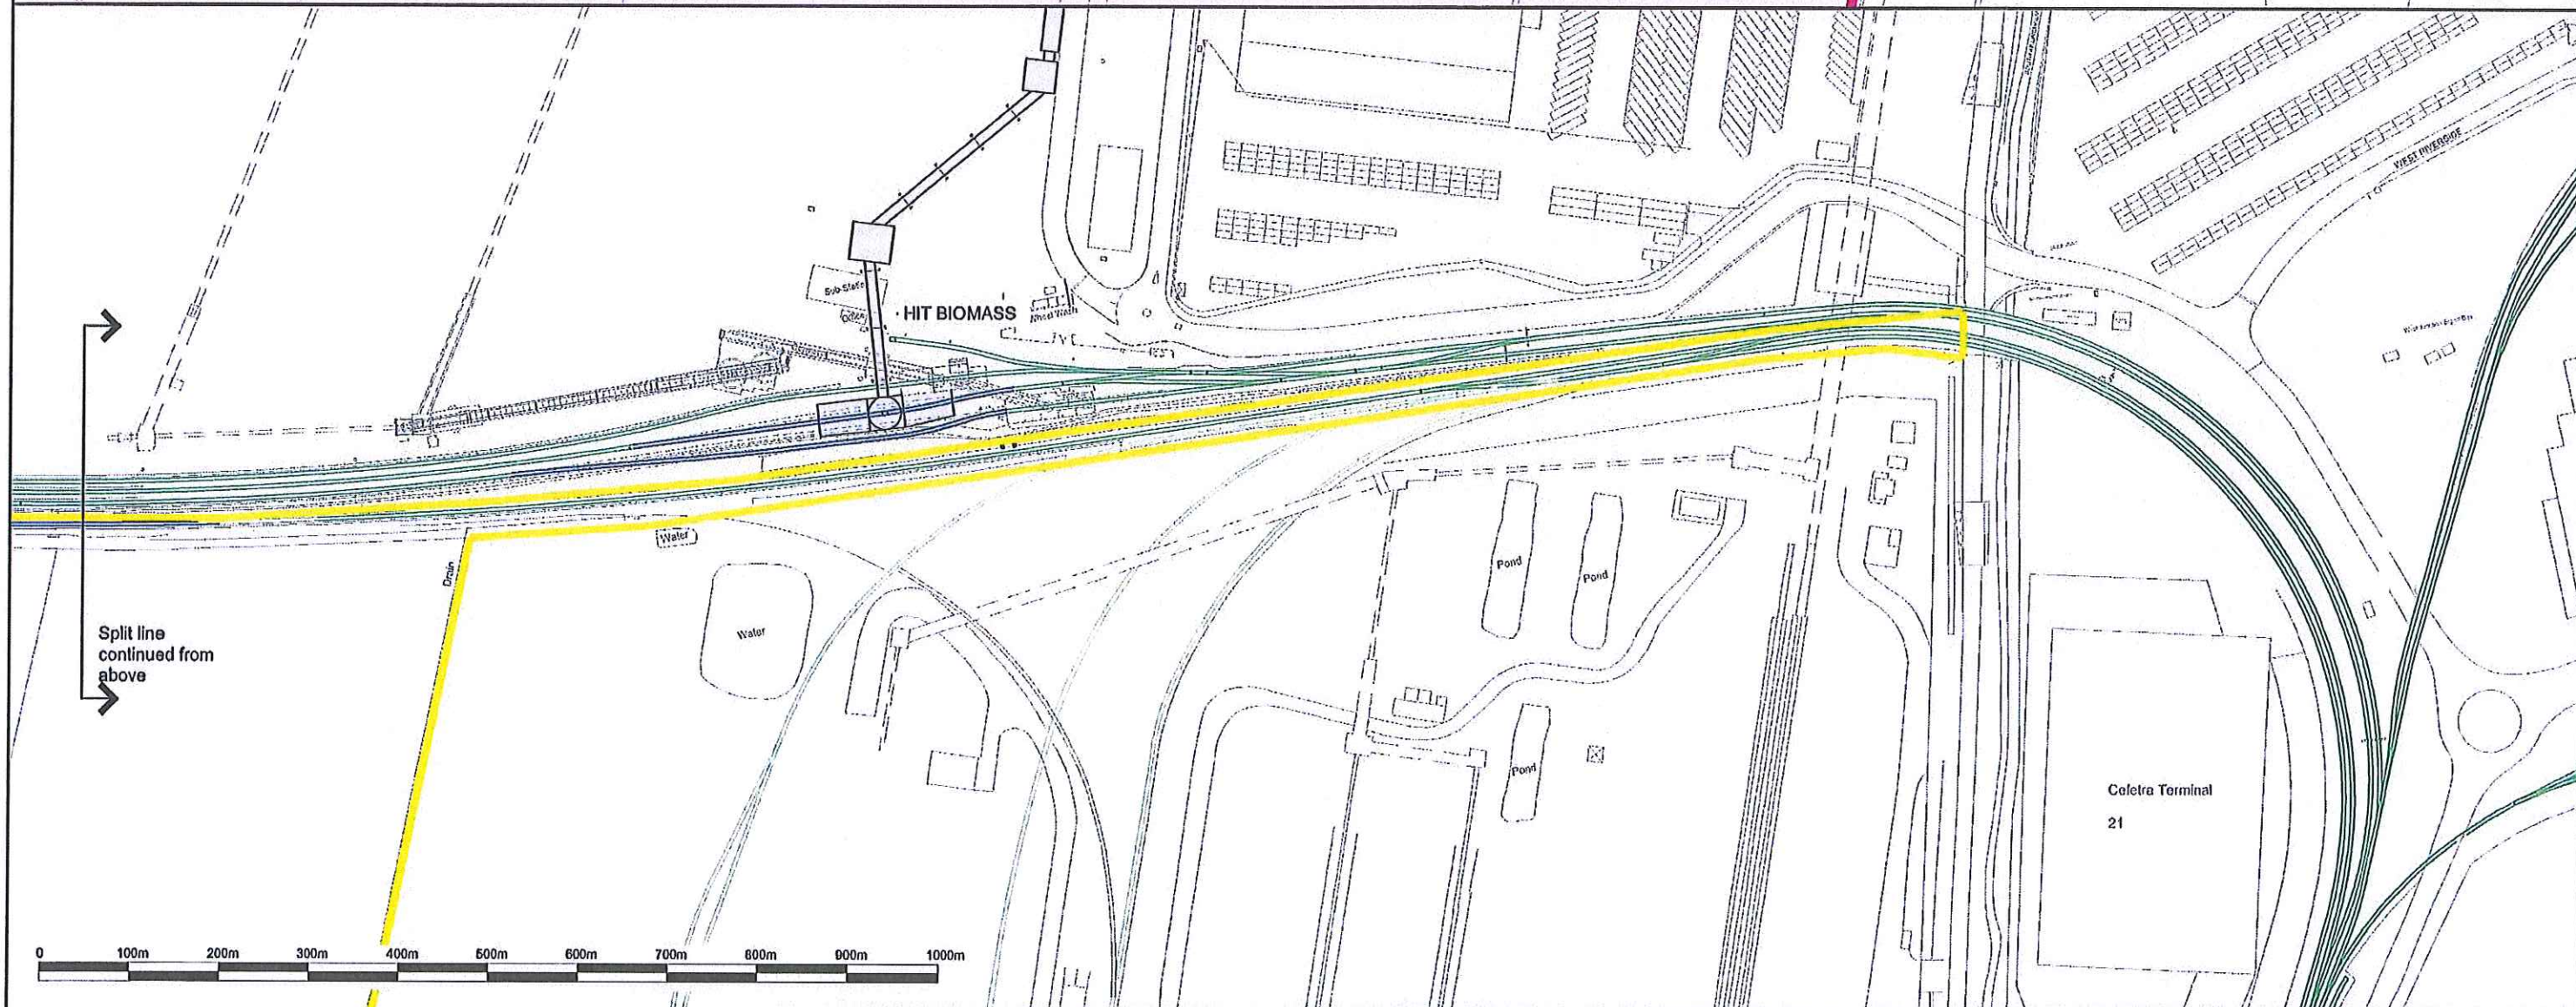 WEST RIVERSIDE
Sub-Station
HIT BIOMASS
Wheel Wash
Water
Drain
Pond
Pond
Water
Split line
continued from
above
Pond
Cefetra Terminal
21
0 100m 200m 300m 400m 500m 600m 700m 800m 900m 1000m